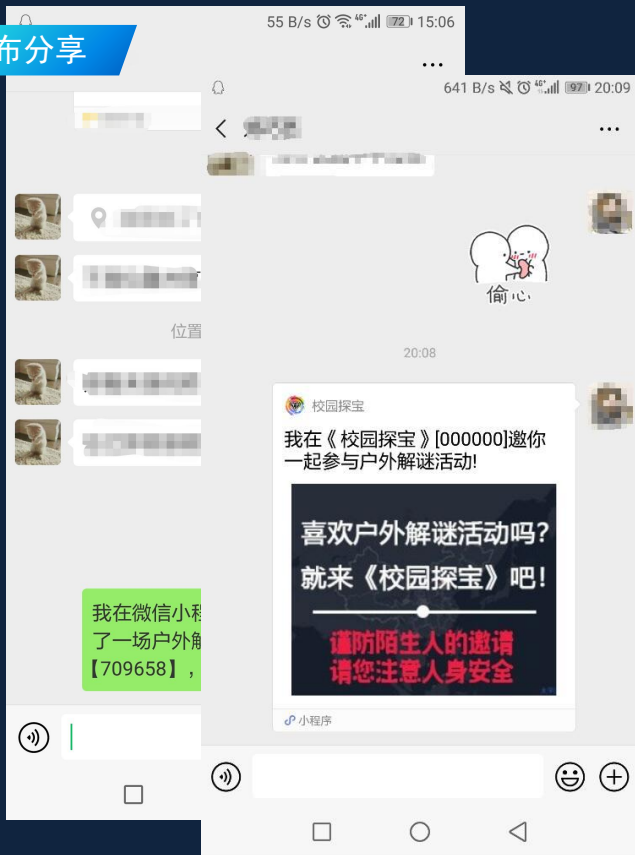 55 B/s 4G+ 72 15:06
布分享
641 B/s 4G+ 97 20:09
偷心
位置
20:08
校园探宝
我在《校园探宝》[000000]邀你
一起参与户外解谜活动!
喜欢户外解谜活动吗?
就来《校园探宝》吧!
谨防陌生人的邀请
请您注意人身安全
小程序
我在微信小程
了一场户外解
【709658】,